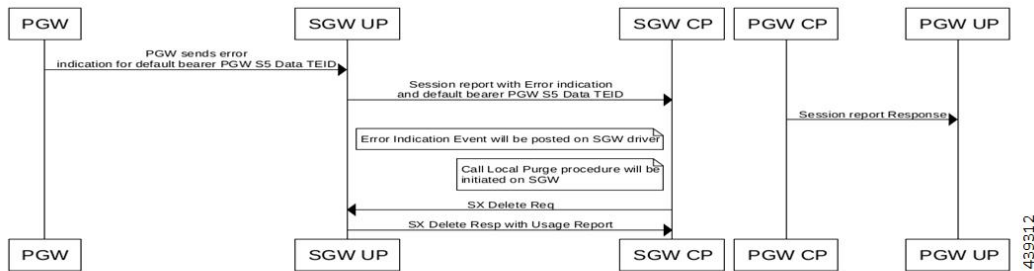 PGW
SGW UP
SGW CP
PGW CP
PGW UP
PGW sends error
indication for default bearer PGW S5 Data TEID
Session report with Error indication
and default bearer PGW S5 Data TEID
Session report Response
Error Indication Event will be posted on SGW driver
Call Local Purge procedure will be
initiated on SGW
SX Delete Req
SX Delete Resp with Usage Report
PGW
SGW UP
SGW CP
PGW CP
PGW UP
439312